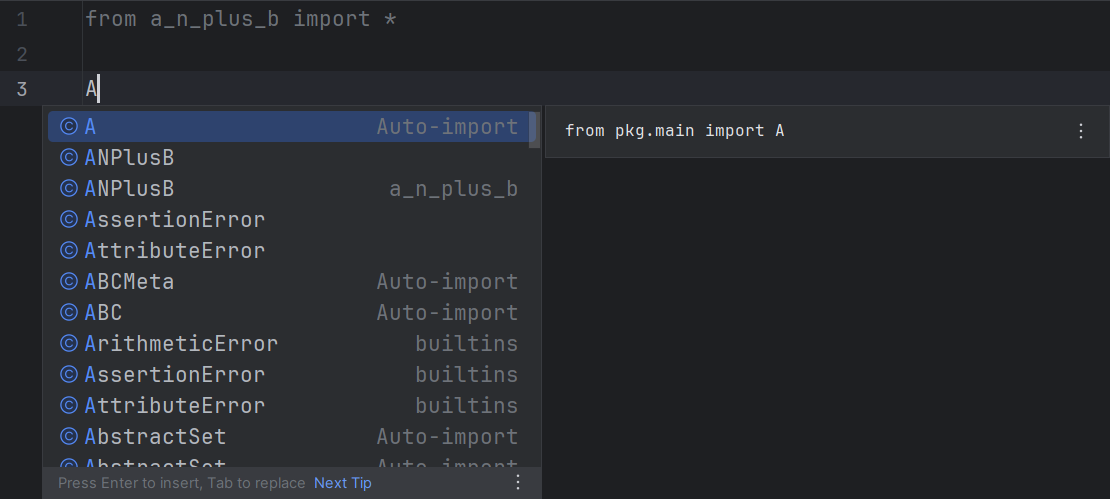 1 from a_n_plus_b import *
2
3 A
A Auto-import
from pkg.main import A
ANPlusB
ANPlusB a_n_plus_b
AssertionError
AttributeError
ABCMeta Auto-import
ABC Auto-import
ArithmeticError builtins
AssertionError builtins
AttributeError builtins
AbstractSet Auto-import
AbstractSet Auto-import
Press Enter to insert, Tab to replace Next Tip